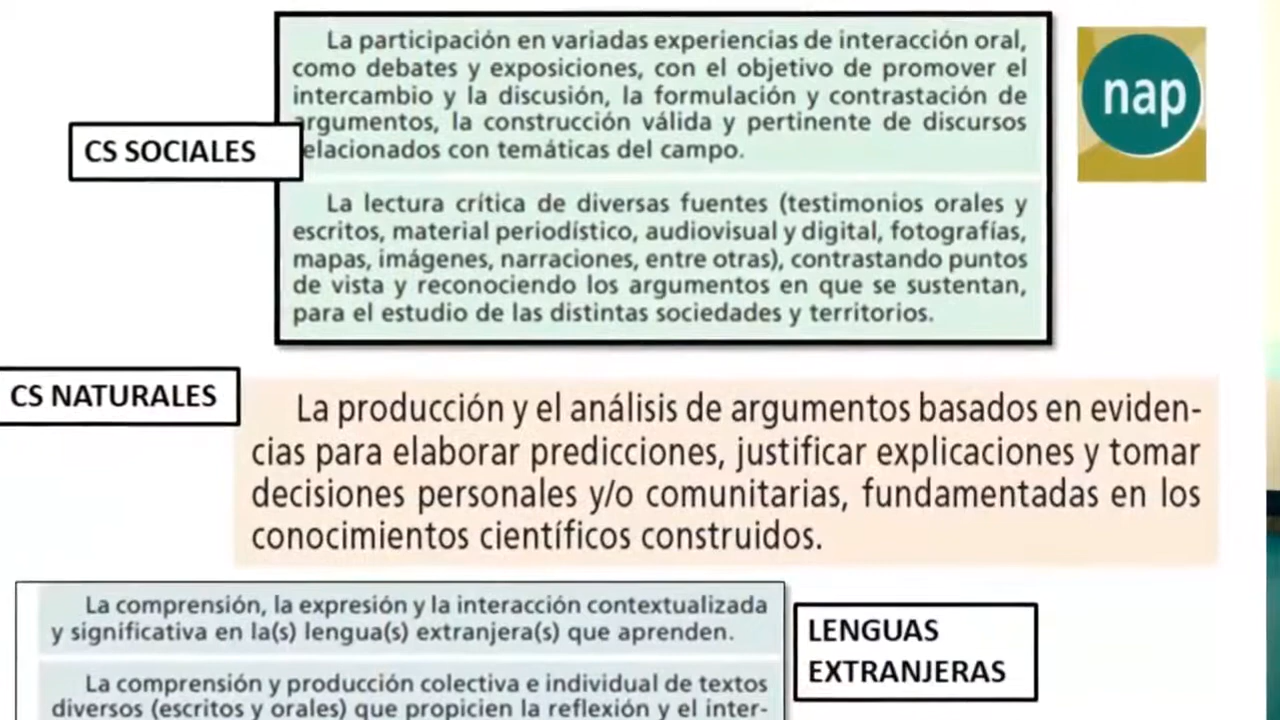 La participación en variadas experiencias de interacción oral,
como debates y exposiciones, con el objetivo de promover el
intercambio y la discusión, la formulación y contrastación de
argumentos, la construcción válida y pertinente de discursos
relacionados con temáticas del campo.
nap
CS SOCIALES
La lectura crítica de diversas fuentes (testimonios orales y
escritos, material periodístico, audiovisual y digital, fotografías,
mapas, imágenes, narraciones, entre otras), contrastando puntos
de vista y reconociendo los argumentos en que se sustentan,
para el estudio de las distintas sociedades y territorios.
CS NATURALES
La producción y el análisis de argumentos basados en eviden-
cias para elaborar predicciones, justificar explicaciones y tomar
decisiones personales y/o comunitarias, fundamentadas en los
conocimientos científicos construidos.
La comprensión, la expresión y la interacción contextualizada
y significativa en la(s) lengua(s) extranjera(s) que aprenden.
LENGUAS
EXTRANJERAS
La comprensión y producción colectiva e individual de textos
diversos (escritos y orales) que propicien la reflexión y el inter-